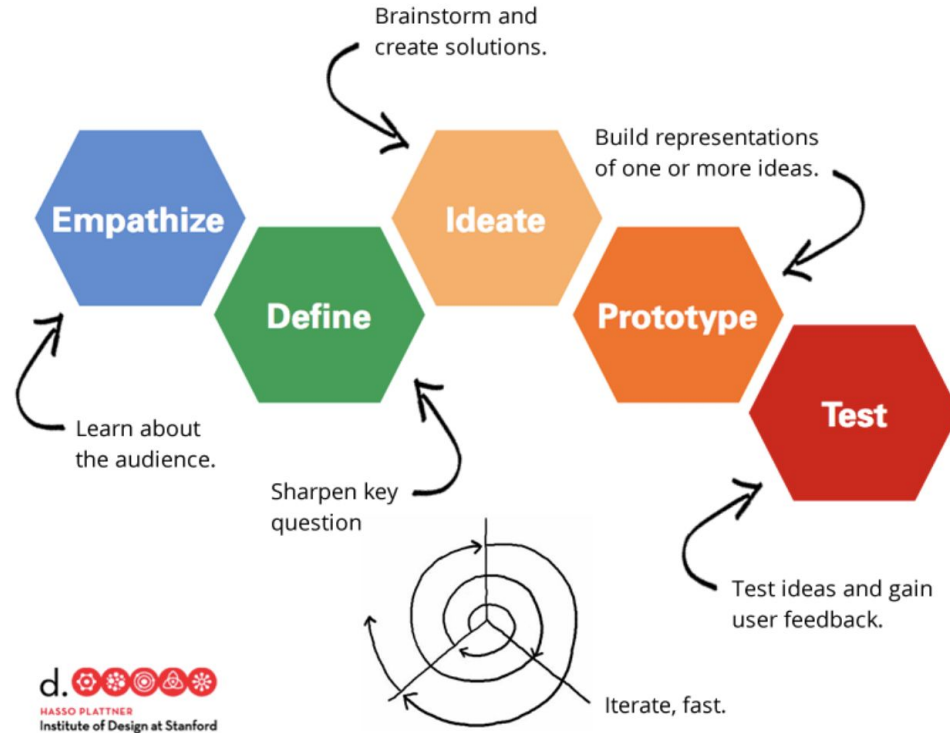 Brainstorm and
create solutions.
Build representations
of one or more ideas.
Empathize
Ideate
Define
Prototype
Test
Learn about
the audience.
Sharpen key
question
Test ideas and gain
user feedback.
Iterate, fast.
d.
HASSO PLATTNER
Institute of Design at Stanford